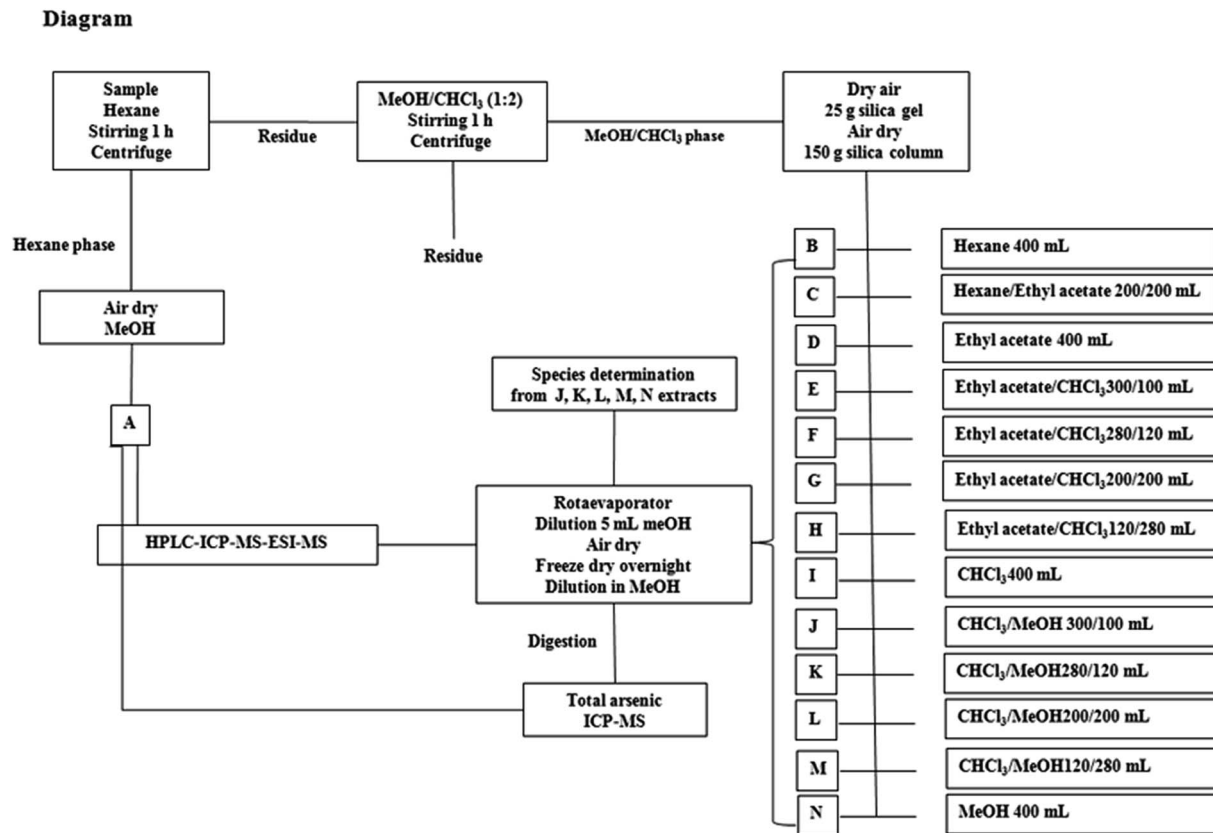 Diagram
Sample
Hexane
Stirring 1 h
Centrifuge
Residue
MeOH/CHCl₃ (1:2)
Stirring 1 h
Centrifuge
MeOH/CHCl₃ phase
Dry air
25 g silica gel
Air dry
150 g silica column
Hexane phase
Residue
Air dry
MeOH
A
HPLC-ICP-MS-ESI-MS
Species determination
from J, K, L, M, N extracts
Rotaevaporator
Dilution 5 mL meOH
Air dry
Freeze dry overnight
Dilution in MeOH
Digestion
Total arsenic
ICP-MS
B
Hexane 400 mL
C
Hexane/Ethyl acetate 200/200 mL
D
Ethyl acetate 400 mL
E
Ethyl acetate/CHCl₃300/100 mL
F
Ethyl acetate/CHCl₃280/120 mL
G
Ethyl acetate/CHCl₃200/200 mL
H
Ethyl acetate/CHCl₃120/280 mL
I
CHCl₃400 mL
J
CHCl₃/MeOH 300/100 mL
K
CHCl₃/MeOH280/120 mL
L
CHCl₃/MeOH200/200 mL
M
CHCl₃/MeOH120/280 mL
N
MeOH 400 mL